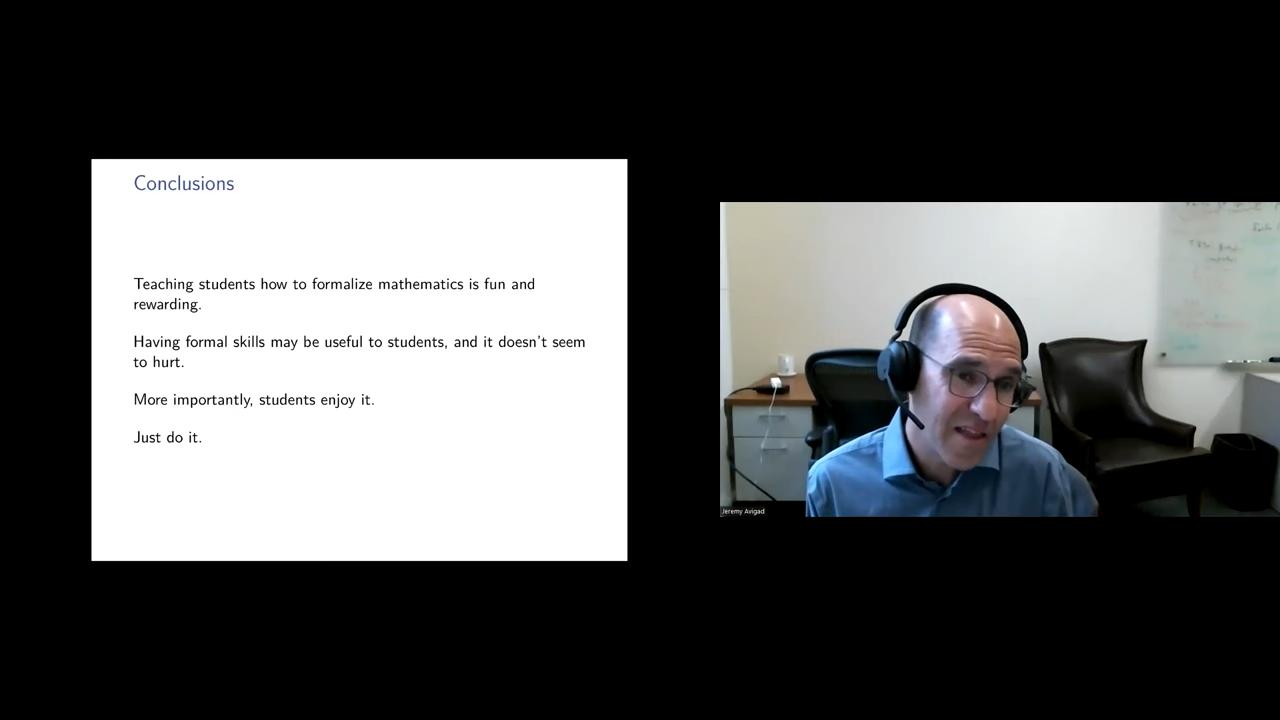 Conclusions
Teaching students how to formalize mathematics is fun and
rewarding.
Having formal skills may be useful to students, and it doesn't seem
to hurt.
More importantly, students enjoy it.
Just do it.
Jeremy Avigad